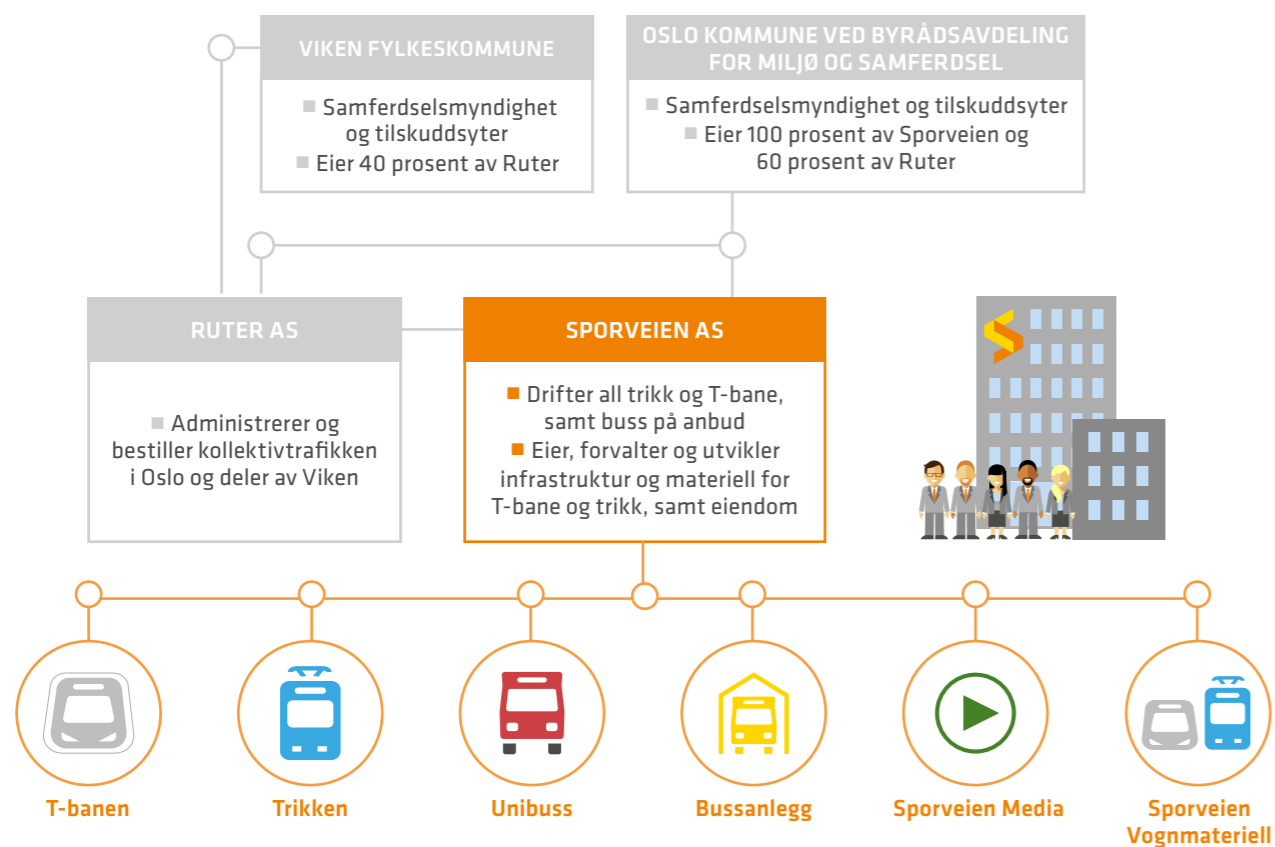 VIKEN FYLKESKOMMUNE
■ Samferdselsmyndighet
og tilskuddsyter
■ Eier 40 prosent av Ruter
OSLO KOMMUNE VED BYRÅDSAVDELING
FOR MILJØ OG SAMFERDSEL
■ Samferdselsmyndighet og tilskuddsyter
■ Eier 100 prosent av Sporveien og
60 prosent av Ruter
RUTER AS
■ Administrerer og
bestiller kollektivtrafikken
i Oslo og deler av Viken
SPORVEIEN AS
■ Drifter all trikk og T-bane,
samt buss på anbud
■ Eier, forvalter og utvikler
infrastruktur og materiell for
T-bane og trikk, samt eiendom
T-banen
Trikken
Unibuss
Bussanlegg
Sporveien Media
Sporveien
Vognmateriell